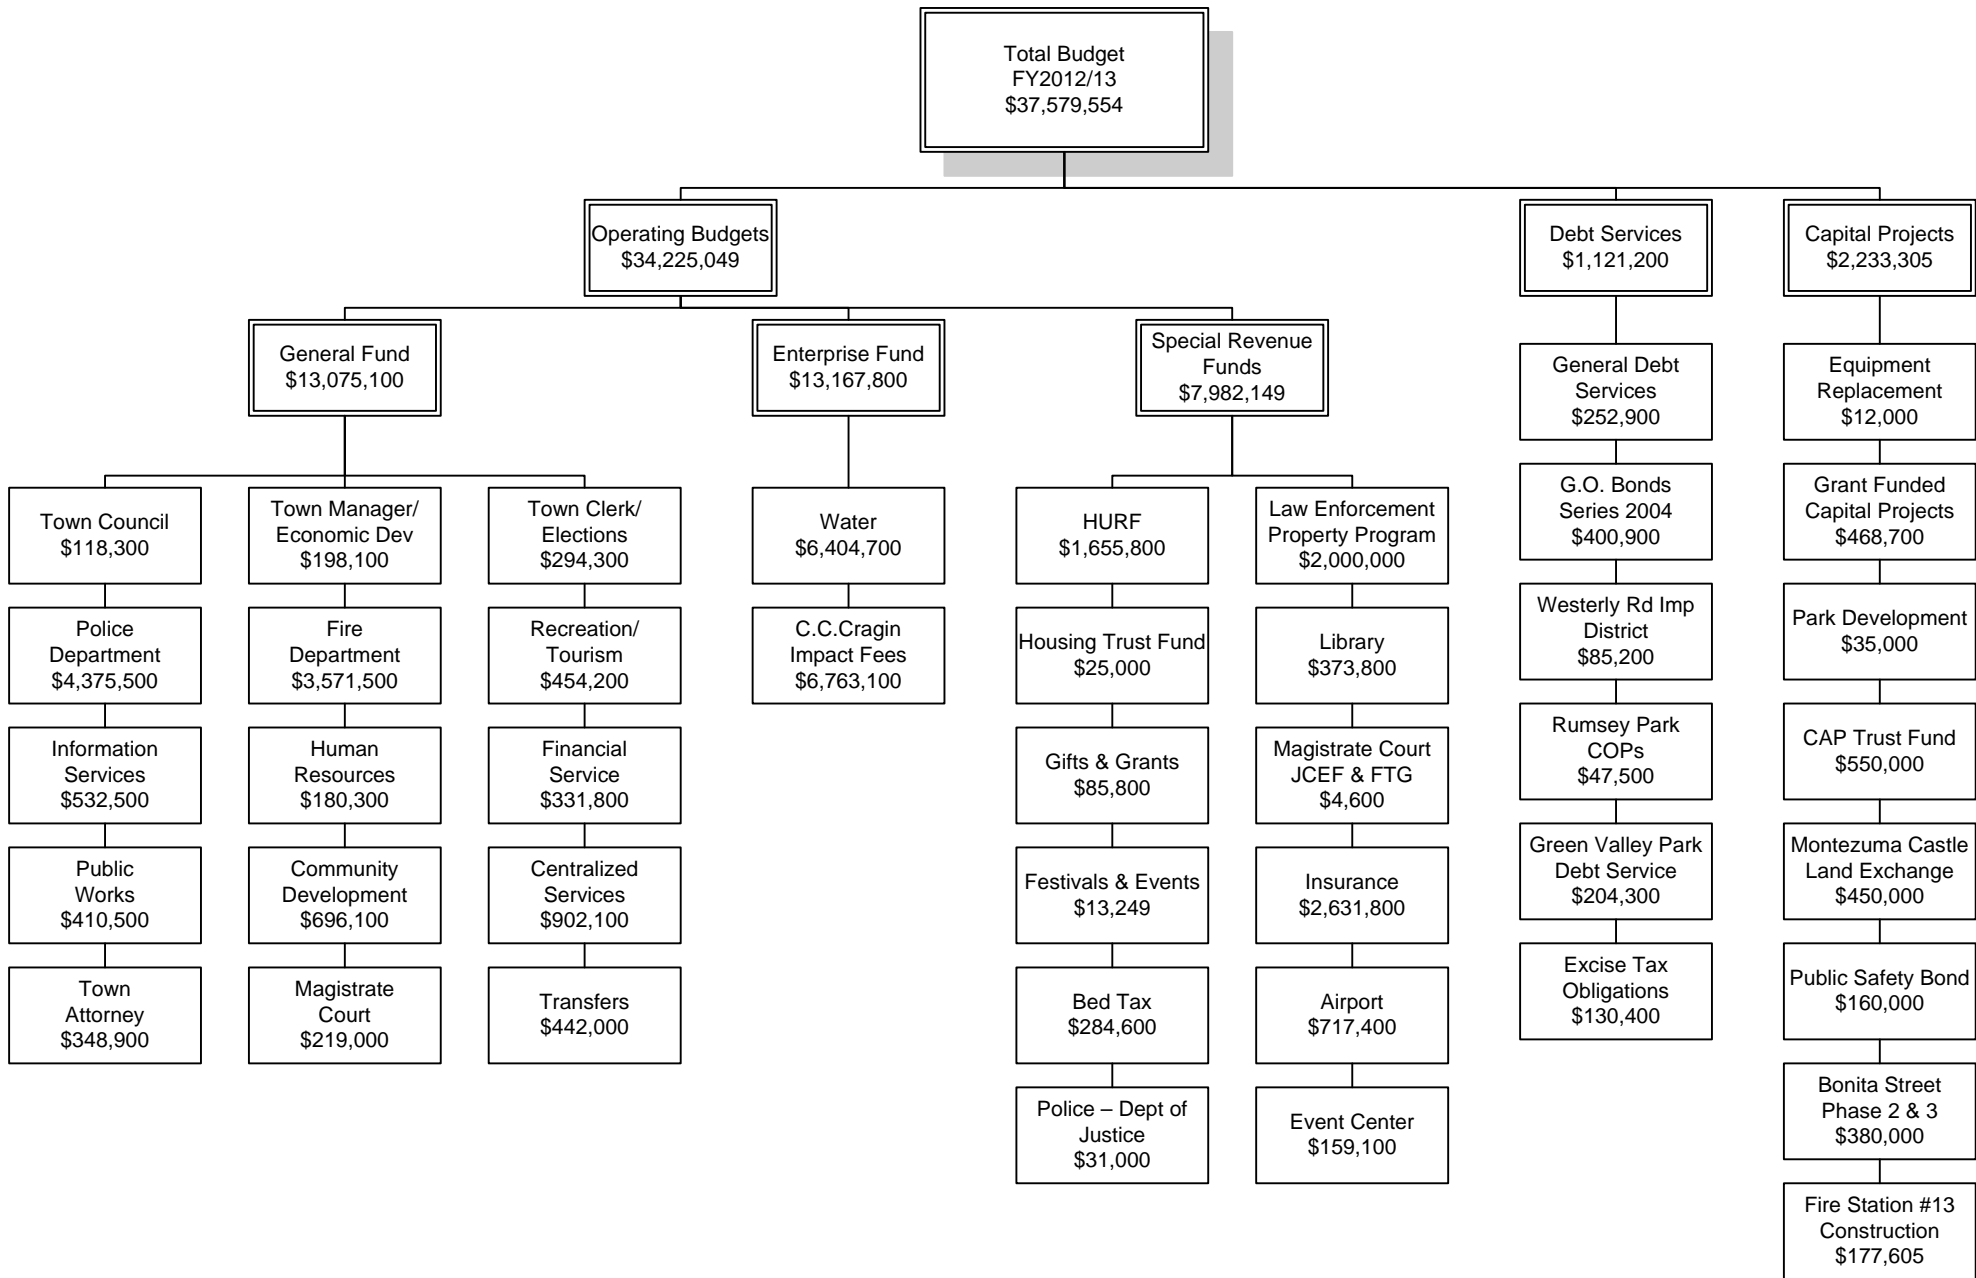 Total Budget
FY2012/13
$37,579,554
Operating Budgets
$34,225,049
Debt Services
$1,121,200
Capital Projects
$2,233,305
General Fund
$13,075,100
Enterprise Fund
$13,167,800
Special Revenue
Funds
$7,982,149
General Debt
Services
$252,900
Equipment
Replacement
$12,000
Town Council
$118,300
Town Manager/
Economic Dev
$198,100
Town Clerk/
Elections
$294,300
Water
$6,404,700
HURF
$1,655,800
Law Enforcement
Property Program
$2,000,000
G.O. Bonds
Series 2004
$400,900
Grant Funded
Capital Projects
$468,700
Police
Department
$4,375,500
Fire
Department
$3,571,500
Recreation/
Tourism
$454,200
C.C.Cragin
Impact Fees
$6,763,100
Housing Trust Fund
$25,000
Library
$373,800
Westerly Rd Imp
District
$85,200
Park Development
$35,000
Information
Services
$532,500
Human
Resources
$180,300
Financial
Service
$331,800
Gifts & Grants
$85,800
Magistrate Court
JCEF & FTG
$4,600
Rumsey Park
COPs
$47,500
CAP Trust Fund
$550,000
Public
Works
$410,500
Community
Development
$696,100
Centralized
Services
$902,100
Festivals & Events
$13,249
Insurance
$2,631,800
Green Valley Park
Debt Service
$204,300
Montezuma Castle
Land Exchange
$450,000
Town
Attorney
$348,900
Magistrate
Court
$219,000
Transfers
$442,000
Bed Tax
$284,600
Airport
$717,400
Excise Tax
Obligations
$130,400
Public Safety Bond
$160,000
Police – Dept of
Justice
$31,000
Event Center
$159,100
Bonita Street
Phase 2 & 3
$380,000
Fire Station #13
Construction
$177,605